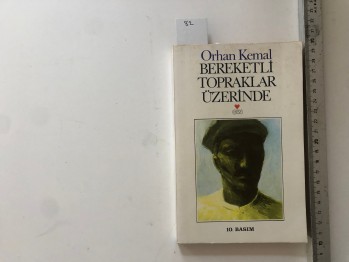 Orhan Kemal
BEREKETLİ
TOPRAKLAR
ÜZERİNDE
10. BASIM